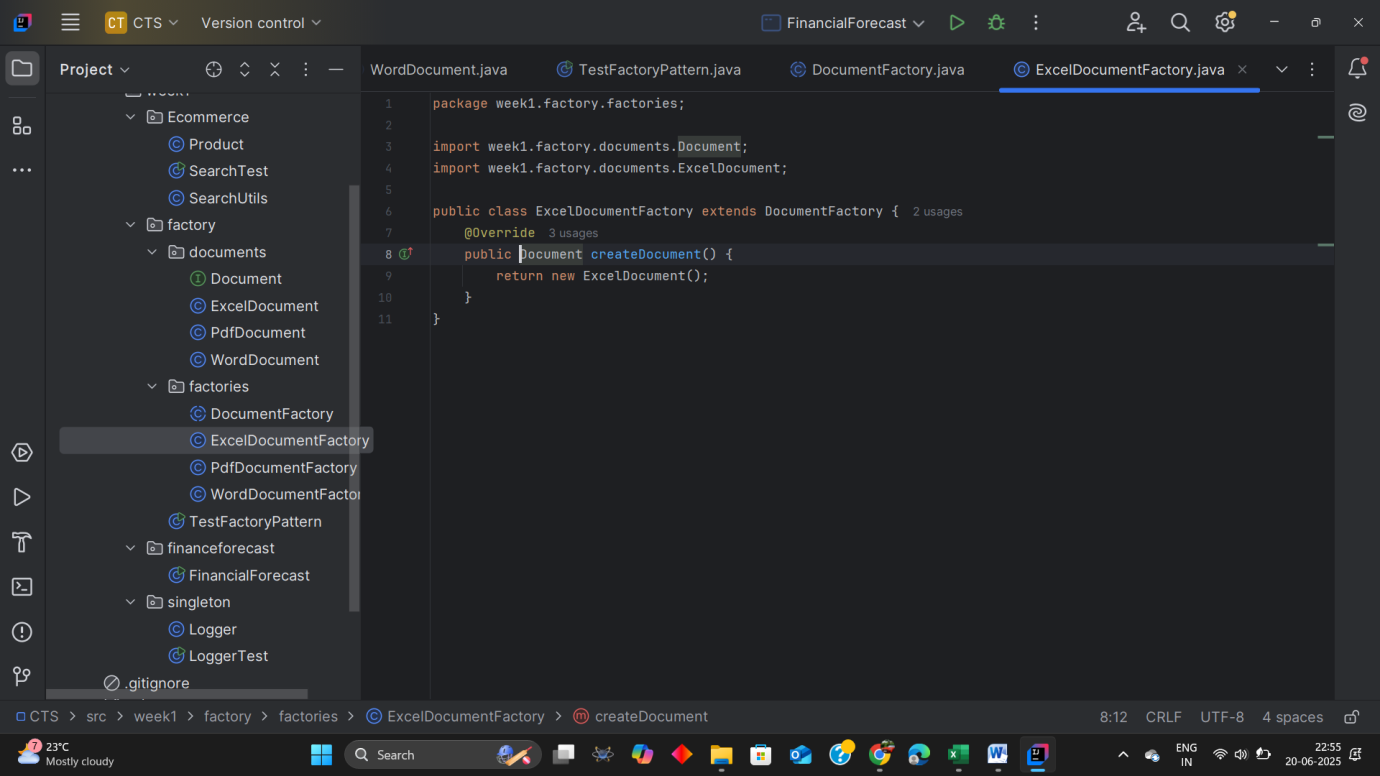 CT CTS Version control FinancialForecast
Project
WordDocument.java TestFactoryPattern.java DocumentFactory.java ExcelDocumentFactory.java
Ecommerce
Product
SearchTest
SearchUtils
factory
documents
Document
ExcelDocument
PdfDocument
WordDocument
factories
DocumentFactory
ExcelDocumentFactory
PdfDocumentFactory
WordDocumentFactor
TestFactoryPattern
financeforecast
FinancialForecast
singleton
Logger
LoggerTest
.gitignore
1 package week1.factory.factories;
2
3 import week1.factory.documents.Document;
4 import week1.factory.documents.ExcelDocument;
5
6 public class ExcelDocumentFactory extends DocumentFactory { 2 usages
7 @Override 3 usages
8 public Document createDocument() {
9 return new ExcelDocument();
10 }
11 }
CTS > src > week1 > factory > factories > ExcelDocumentFactory > createDocument 8:12 CRLF UTF-8 4 spaces
7 23°C
Mostly cloudy
Search
ENG
IN
22:55
20-06-2025